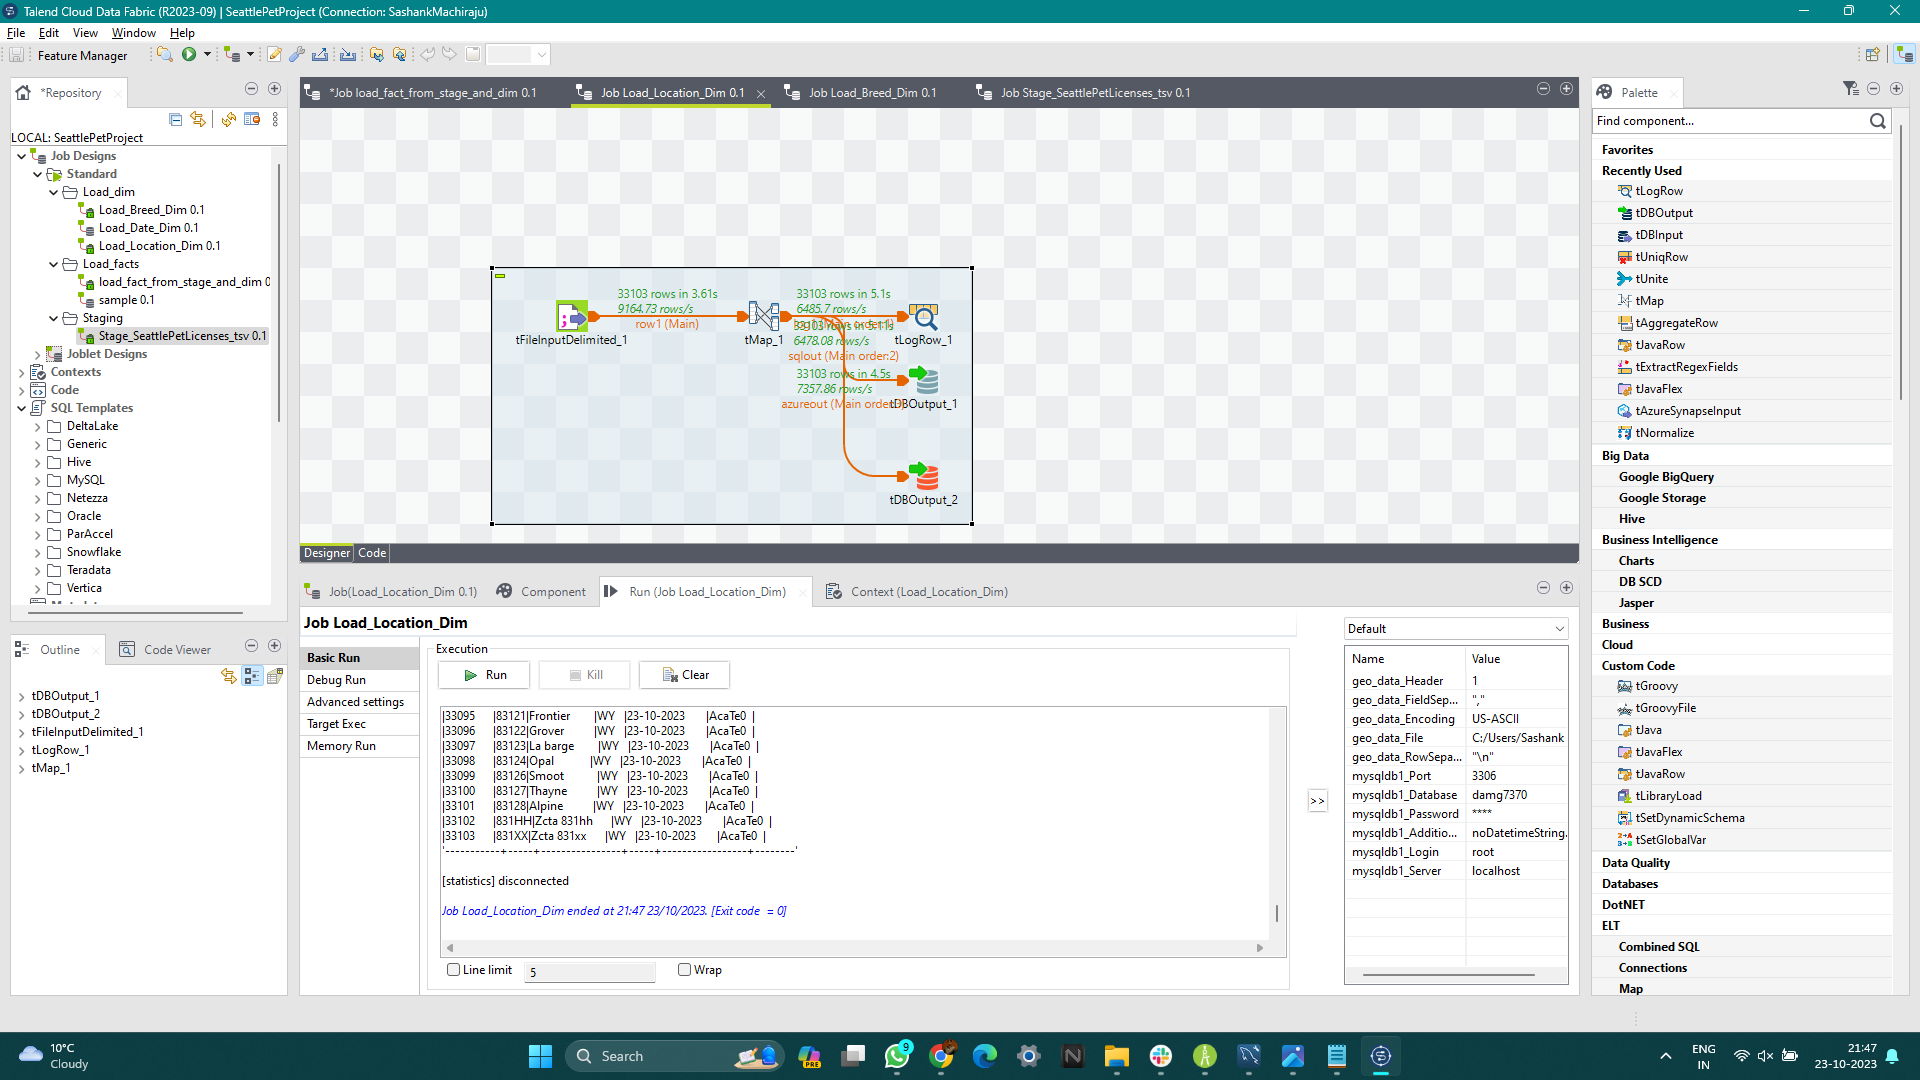 Talend Cloud Data Fabric (R2023-09) | SeattlePetProject (Connection: SashankMachiraju)
File Edit View Window Help
Feature Manager
*Repository
LOCAL: SeattlePetProject
Job Designs
Standard
Load_dim
Load_Breed_Dim 0.1
Load_Date_Dim 0.1
Load_Location_Dim 0.1
Load_facts
load_fact_from_stage_and_dim 0
sample 0.1
Staging
Stage_SeattlePetLicenses_tsv 0.1
Joblet Designs
Contexts
Code
SQL Templates
DeltaLake
Generic
Hive
MySQL
Netezza
Oracle
ParAccel
Snowflake
Teradata
Vertica
Outline Code Viewer
tDBOutput_1
tDBOutput_2
tFileInputDelimited_1
tLogRow_1
tMap_1
*Job load_fact_from_stage_and_dim 0.1 Job Load_Location_Dim 0.1 Job Load_Breed_Dim 0.1 Job Stage_SeattlePetLicenses_tsv 0.1
33103 rows in 3.61s
9164.73 rows/s
row1 (Main)
tFileInputDelimited_1
tMap_1
33103 rows in 5.1s
6485.7 rows/s
tLogRow_1
33103 rows in 5.11s
6478.08 rows/s
sqlout (Main order:2)
33103 rows in 4.5s
7357.86 rows/s
azureout (Main order
tDBOutput_1
tDBOutput_2
Designer Code
Job(Load_Location_Dim 0.1) Component Run (Job Load_Location_Dim) Context (Load_Location_Dim)
Job Load_Location_Dim
Basic Run
Debug Run
Advanced settings
Target Exec
Memory Run
Execution
Run Kill Clear
|33095 |83121|Frontier |WY |23-10-2023 |AcaTe0 |
|33096 |83122|Grover |WY |23-10-2023 |AcaTe0 |
|33097 |83123|La barge |WY |23-10-2023 |AcaTe0 |
|33098 |83124|Opal |WY |23-10-2023 |AcaTe0 |
|33099 |83126|Smoot |WY |23-10-2023 |AcaTe0 |
|33100 |83127|Thayne |WY |23-10-2023 |AcaTe0 |
|33101 |83128|Alpine |WY |23-10-2023 |AcaTe0 |
|33102 |831HH|Zcta 831hh |WY |23-10-2023 |AcaTe0 |
|33103 |831XX|Zcta 831xx |WY |23-10-2023 |AcaTe0 |
'-----------+-----+----------------+-----+----------------+--------'
[statistics] disconnected
Job Load_Location_Dim ended at 21:47 23/10/2023. [Exit code = 0]
Line limit 5 Wrap
>>
Default
Name Value
geo_data_Header 1
geo_data_FieldSep... ","
geo_data_Encoding US-ASCII
geo_data_File C:/Users/Sashank
geo_data_RowSepa... "\n"
mysqldb1_Port 3306
mysqldb1_Database damg7370
mysqldb1_Password ****
mysqldb1_Additio... noDatetimeString.
mysqldb1_Login root
mysqldb1_Server localhost
Palette
Find component...
Favorites
Recently Used
tLogRow
tDBOutput
tDBInput
tUniqRow
tUnite
tMap
tAggregateRow
tJavaRow
tExtractRegexFields
tJavaFlex
tAzureSynapseInput
tNormalize
Big Data
Google BigQuery
Google Storage
Hive
Business Intelligence
Charts
DB SCD
Jasper
Business
Cloud
Custom Code
tGroovy
tGroovyFile
tJava
tJavaFlex
tJavaRow
tLibraryLoad
tSetDynamicSchema
tSetGlobalVar
Data Quality
Databases
DotNET
ELT
Combined SQL
Connections
Map
10°C
Cloudy
Search
PRE
9
ENG
IN
21:47
23-10-2023